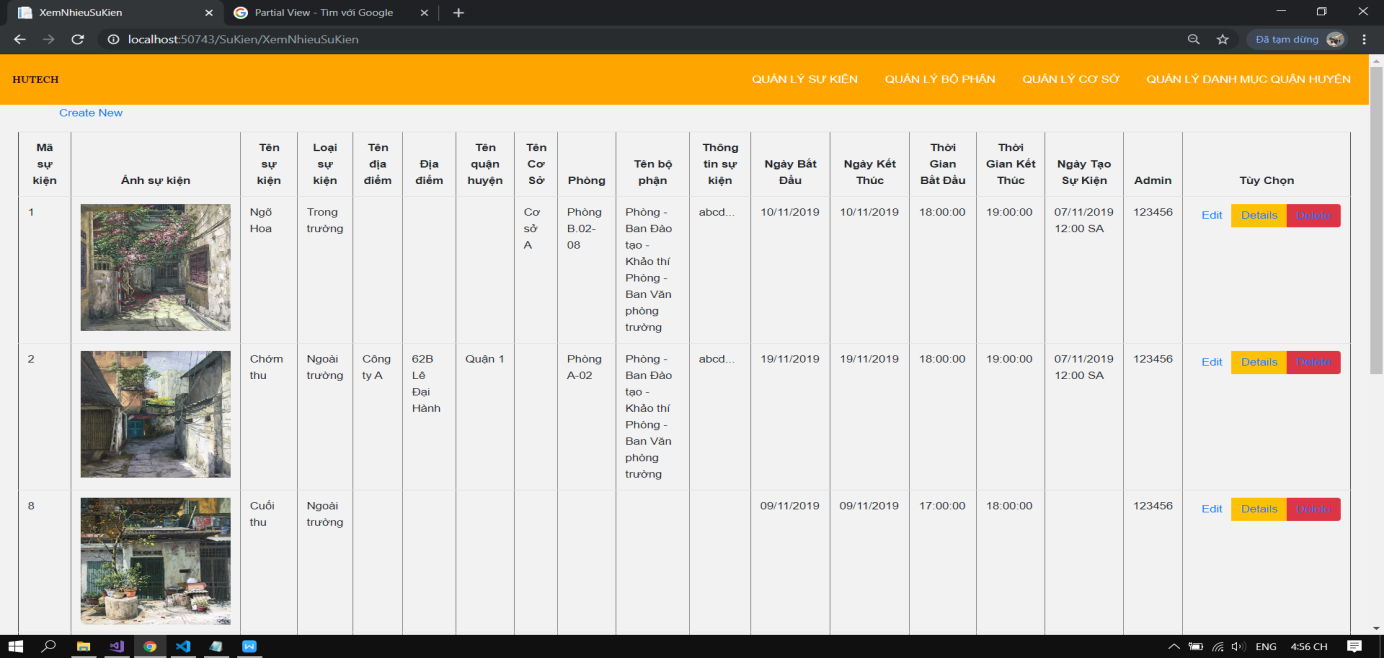 XemNhieuSuKien
Partial View - Tìm với Google
localhost:50743/SuKien/XemNhieuSuKien
Đã tạm dừng
HUTECH
QUẢN LÝ SỰ KIỆN
QUẢN LÝ BỘ PHẬN
QUẢN LÝ CƠ SỞ
QUẢN LÝ DANH MỤC QUẬN HUYỆN
Create New
Mã
sự
kiện
Ảnh sự kiện
Tên
sự
kiện
Loại
sự
kiện
Tên
địa
điểm
Địa
điểm
Tên
quận
huyện
Tên
Cơ
Sở
Phòng
Tên bộ
phận
Thông
tin sự
kiện
Ngày Bắt
Đầu
Ngày Kết
Thúc
Thời
Gian
Bắt Đầu
Thời
Gian Kết
Thúc
Ngày Tạo
Sự Kiện
Admin
Tùy Chọn
1
Ngõ
Hoa
Trong
trường
Cơ
sở
A
Phòng
B.02-
08
Phòng -
Ban Đào
tạo -
Khảo thí
Phòng -
Ban Văn
phòng
trường
abcd...
10/11/2019
10/11/2019
18:00:00
19:00:00
07/11/2019
12:00 SA
123456
Edit
Details
Delete
2
Chớm
thu
Ngoài
trường
Công
ty A
62B
Lê
Đại
Hành
Quận 1
Phòng
A-02
Phòng -
Ban Đào
tạo -
Khảo thí
Phòng -
Ban Văn
phòng
trường
abcd...
19/11/2019
19/11/2019
18:00:00
19:00:00
07/11/2019
12:00 SA
123456
Edit
Details
Delete
8
Cuối
thu
Ngoài
trường
09/11/2019
09/11/2019
17:00:00
18:00:00
123456
Edit
Details
Delete
ENG
4:56 CH